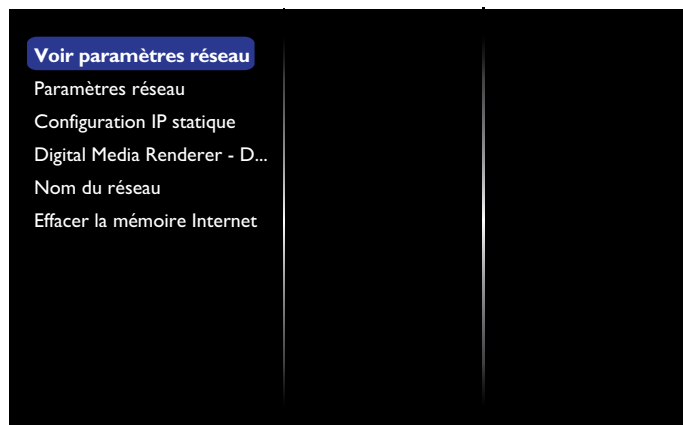 Voir paramètres réseau
Paramètres réseau
Configuration IP statique
Digital Media Renderer - D...
Nom du réseau
Effacer la mémoire Internet